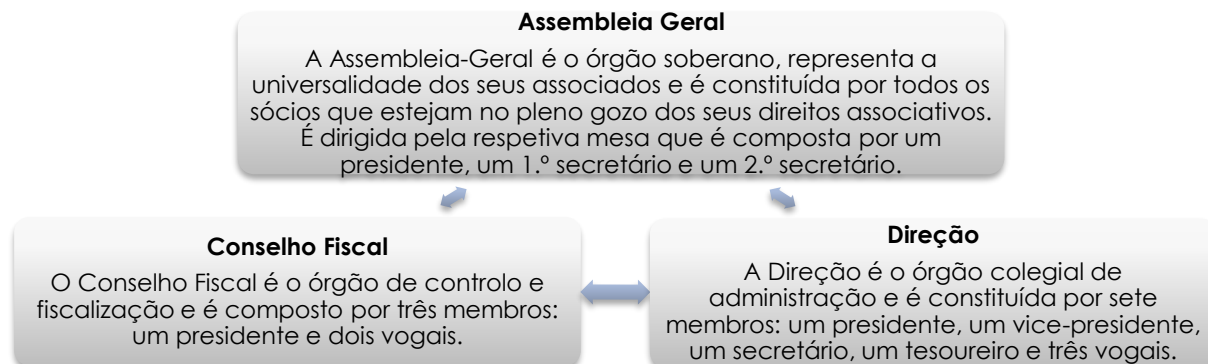 Assembleia Geral
A Assembleia-Geral é o órgão soberano, representa a
universalidade dos seus associados e é constituída por todos os
sócios que estejam no pleno gozo dos seus direitos associativos.
É dirigida pela respetiva mesa que é composta por um
presidente, um 1.º secretário e um 2.º secretário.
Conselho Fiscal
O Conselho Fiscal é o órgão de controlo e
fiscalização e é composto por três membros:
um presidente e dois vogais.
Direção
A Direção é o órgão colegial de
administração e é constituída por sete
membros: um presidente, um vice-presidente,
um secretário, um tesoureiro e três vogais.